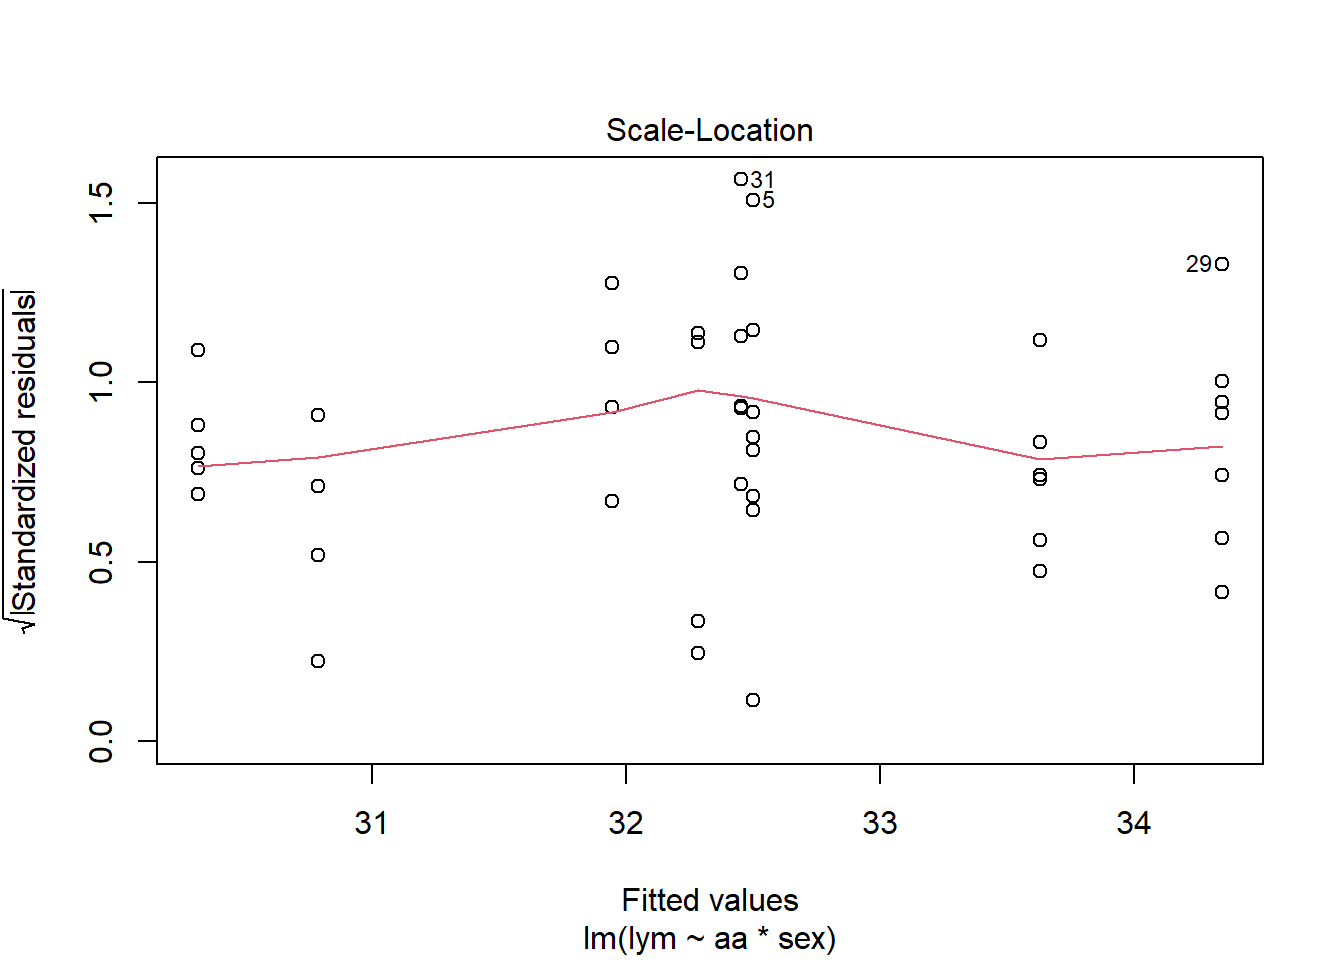 Scale-Location
√|Standardized residuals|
1.5
1.0
0.5
0.0
31
5
29
31 32 33 34
Fitted values
lm(lym ~ aa * sex)